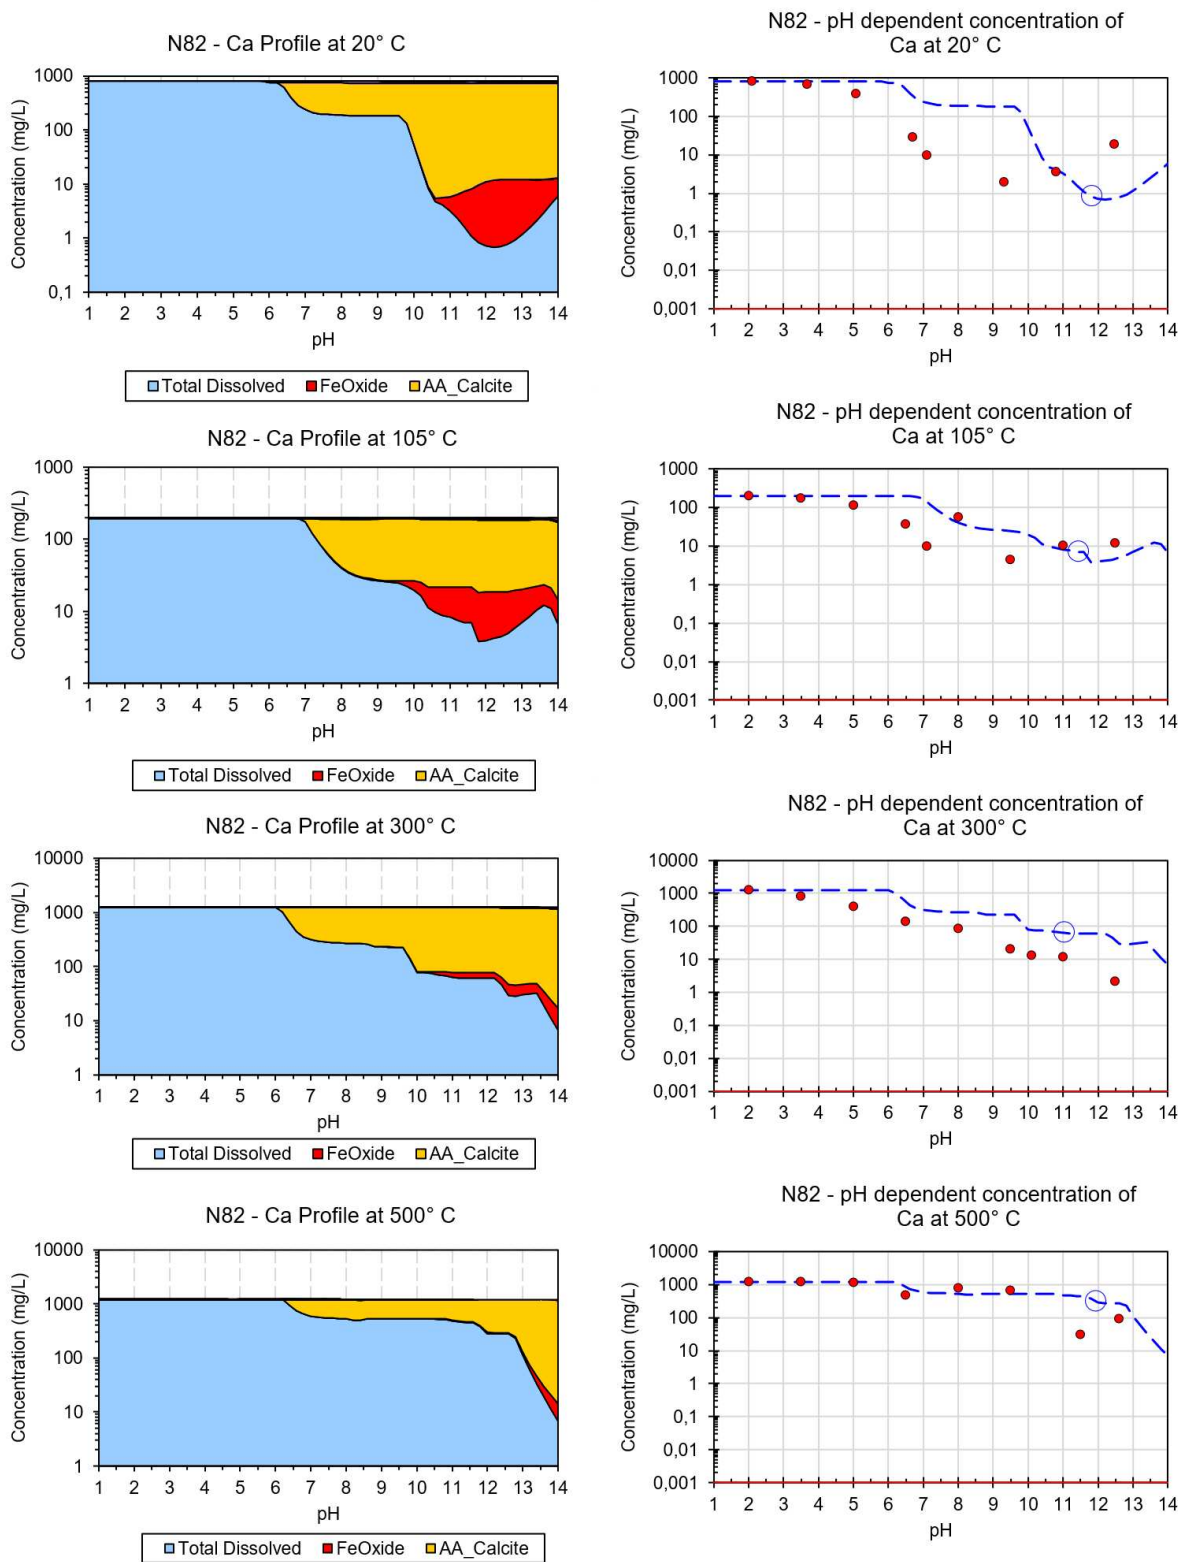 N82 - Ca Profile at 20° C
Concentration (mg/L)
1000
100
10
1
0,1
1 2 3 4 5 6 7 8 9 10 11 12 13 14
pH
Total Dissolved FeOxide AA_Calcite
N82 - pH dependent concentration of
Ca at 20° C
Concentration (mg/L)
1000
100
10
1
0,1
0,01
0,001
1 2 3 4 5 6 7 8 9 10 11 12 13 14
pH
N82 - Ca Profile at 105° C
Concentration (mg/L)
1000
100
10
1
1 2 3 4 5 6 7 8 9 10 11 12 13 14
pH
Total Dissolved FeOxide AA_Calcite
N82 - pH dependent concentration of
Ca at 105° C
Concentration (mg/L)
1000
100
10
1
0,1
0,01
0,001
1 2 3 4 5 6 7 8 9 10 11 12 13 14
pH
N82 - Ca Profile at 300° C
Concentration (mg/L)
10000
1000
100
10
1
1 2 3 4 5 6 7 8 9 10 11 12 13 14
pH
Total Dissolved FeOxide AA_Calcite
N82 - pH dependent concentration of
Ca at 300° C
Concentration (mg/L)
10000
1000
100
10
1
0,1
0,01
0,001
1 2 3 4 5 6 7 8 9 10 11 12 13 14
pH
N82 - Ca Profile at 500° C
Concentration (mg/L)
10000
1000
100
10
1
1 2 3 4 5 6 7 8 9 10 11 12 13 14
pH
Total Dissolved FeOxide AA_Calcite
N82 - pH dependent concentration of
Ca at 500° C
Concentration (mg/L)
10000
1000
100
10
1
0,1
0,01
0,001
1 2 3 4 5 6 7 8 9 10 11 12 13 14
pH